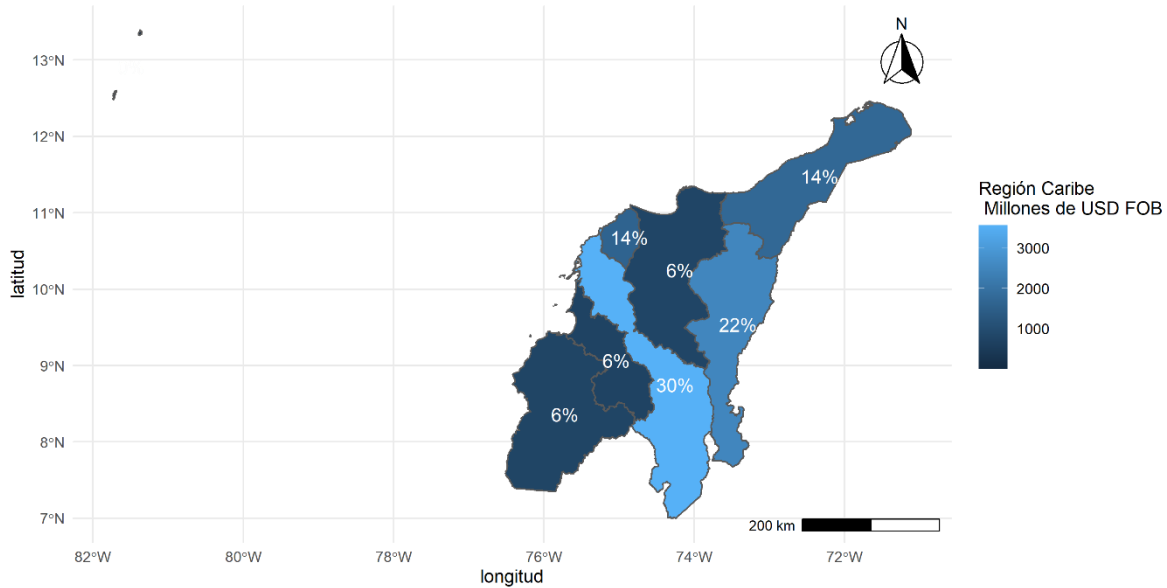 N
13°N
12°N
11°N
10°N
9°N
8°N
7°N
latitud
14%
14%
6%
22%
6%
30%
6%
200 km
82°W
80°W
78°W
76°W
74°W
72°W
longitud
Región Caribe
Millones de USD FOB
3000
2000
1000